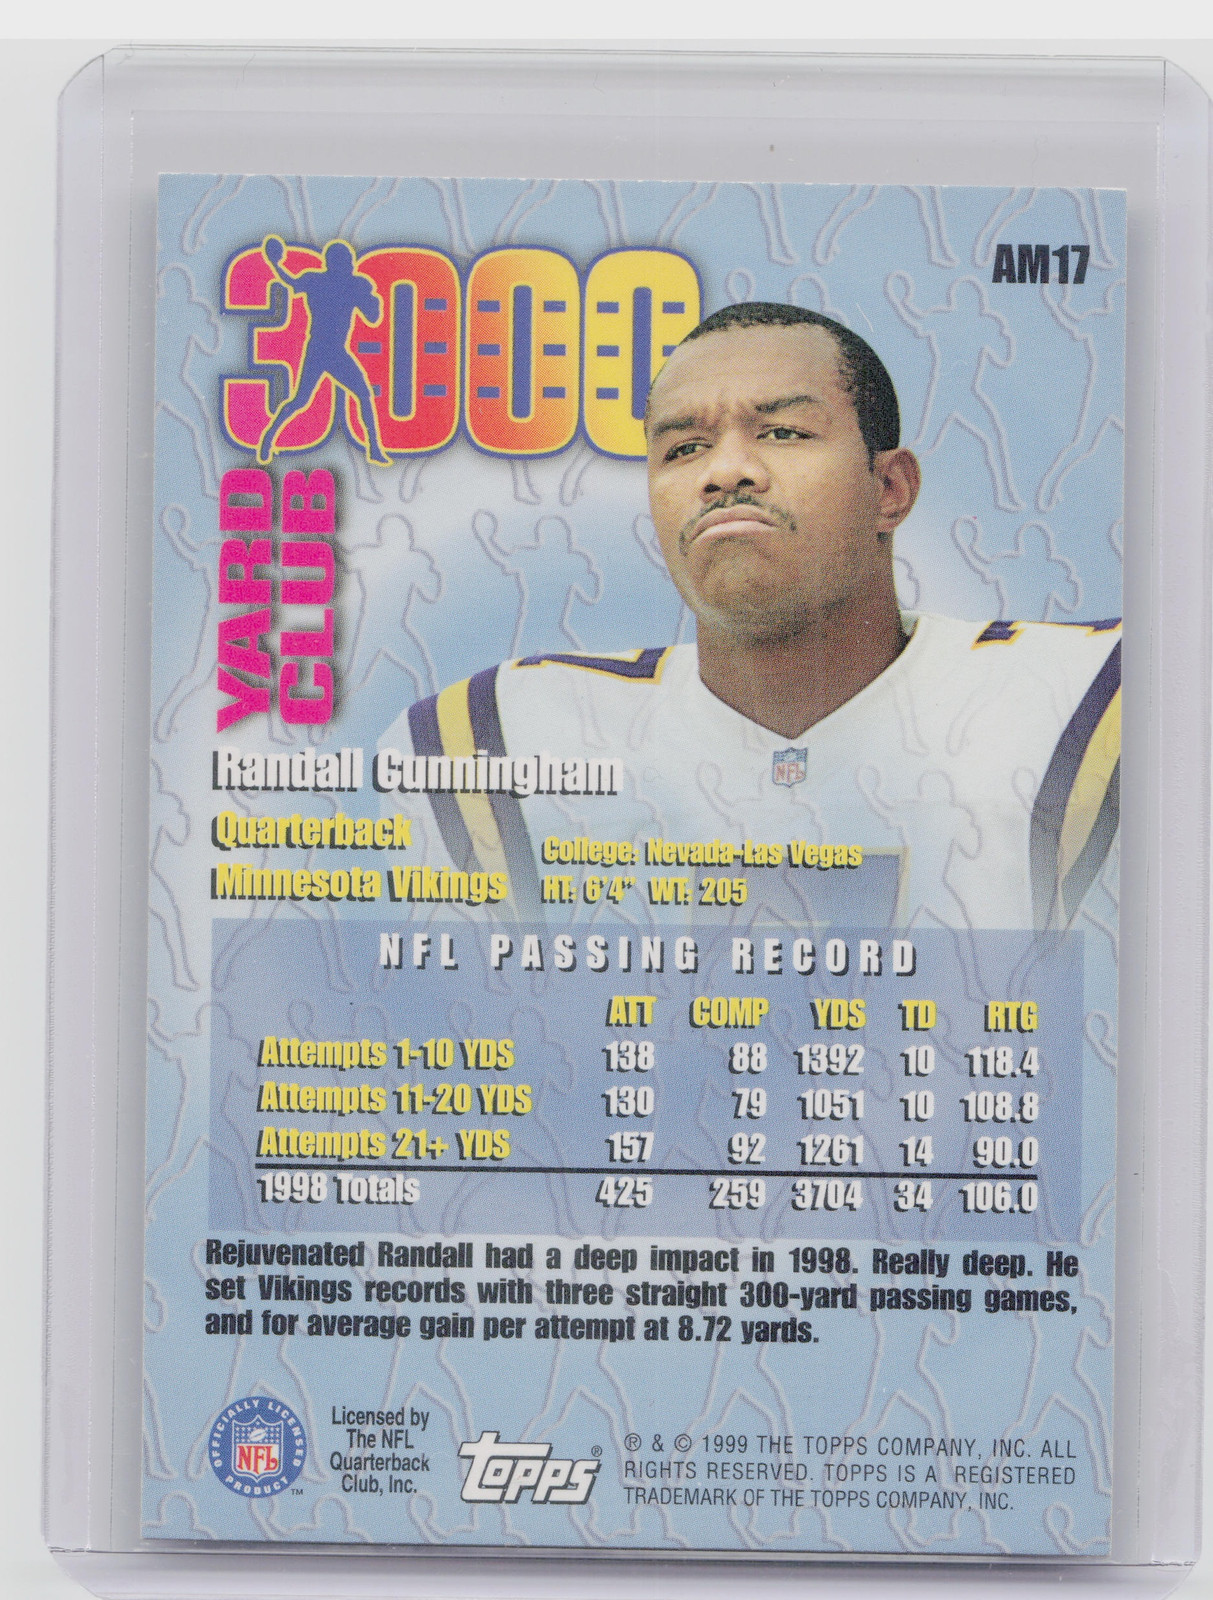 AM17
3000
YARD
CLUB
Randall Cunningham
Quarterback
Minnesota Vikings
College: Nevada-Las Vegas
HT: 6'4" WT: 205
NFL
NFL PASSING RECORD
ATT COMP YDS TD RTG
Attempts 1-10 YDS 138 88 1392 10 118.4
Attempts 11-20 YDS 130 79 1051 10 108.8
Attempts 21+ YDS 157 92 1261 14 90.0
1998 Totals 425 259 3704 34 106.0
Rejuvenated Randall had a deep impact in 1998. Really deep. He
set Vikings records with three straight 300-yard passing games,
and for average gain per attempt at 8.72 yards.
OFFICIALLY LICENSED
NFL
PRODUCT
TM
Licensed by
The NFL
Quarterback
Club, Inc.
Topps®
® & © 1999 THE TOPPS COMPANY, INC. ALL
RIGHTS RESERVED. TOPPS IS A REGISTERED
TRADEMARK OF THE TOPPS COMPANY, INC.